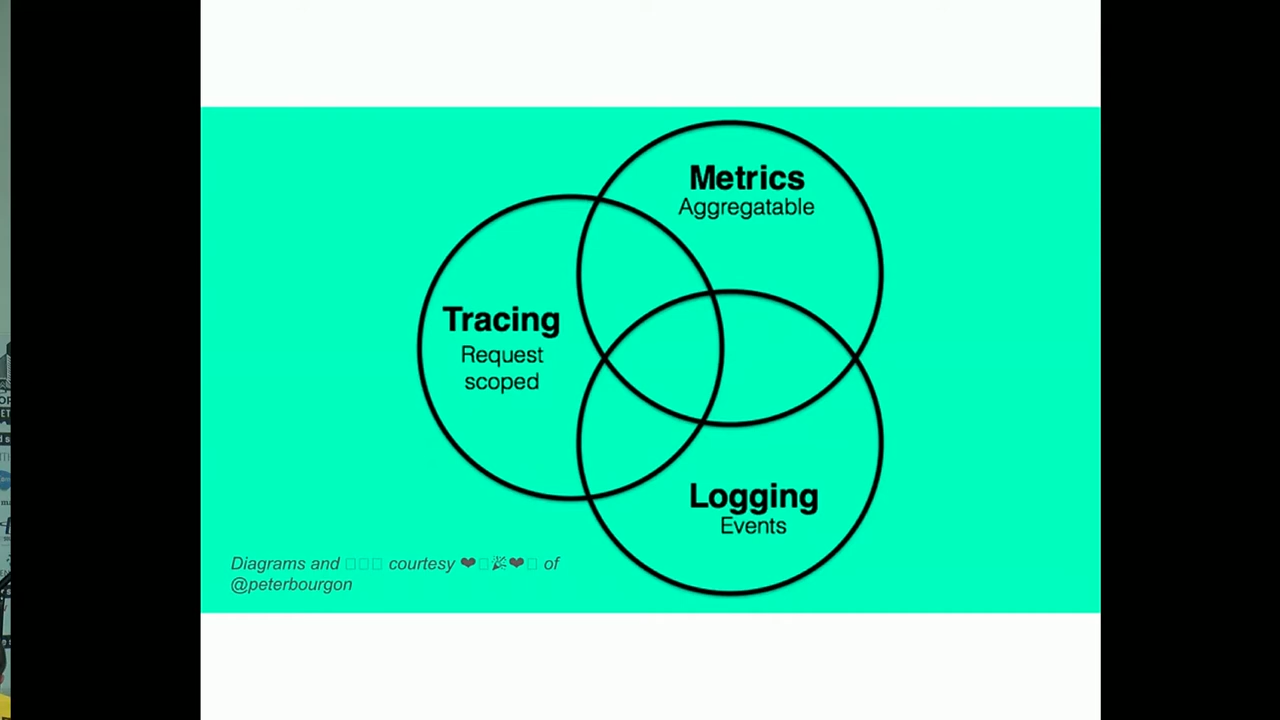 Metrics
Aggregatable
Tracing
Request
scoped
Logging
Events
Diagrams and □□□ courtesy ❤□🎉❤□ of
@peterbourgon